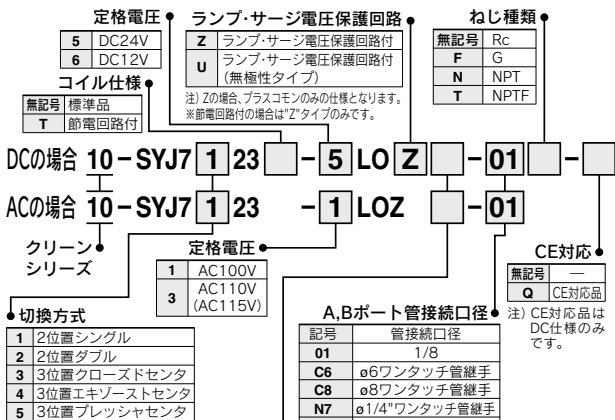 定格電圧
5 DC24V
6 DC12V
ランプ・サージ電圧保護回路
Z ランプ・サージ電圧保護回路付
U ランプ・サージ電圧保護回路付
(無極性タイプ)
注) Zの場合、プラスコモンのみの仕様となります。
※節電回路付の場合は"Z"タイプのみです。
ねじ種類
無記号 Rc
F G
N NPT
T NPTF
コイル仕様
無記号 標準品
T 節電回路付
DCの場合 10-SYJ7 1 23 - 5 LO Z - 01 -
ACの場合 10-SYJ7 1 23 - 1 LOZ - 01
クリーン
シリーズ
定格電圧
1 AC100V
3 AC110V
(AC115V)
CE対応
無記号 —
Q CE対応品
注) CE対応品は
DC仕様のみ
です。
切換方式
1 2位置シングル
2 2位置ダブル
3 3位置クローズドセンタ
4 3位置エキゾーストセンタ
5 3位置プレッシャセンタ
A,Bポート管接続口径
記号 管接続口径
01 1/8
C6 ø6ワンタッチ管継手
C8 ø8ワンタッチ管継手
N7 ø1/4"ワンタッチ管継手